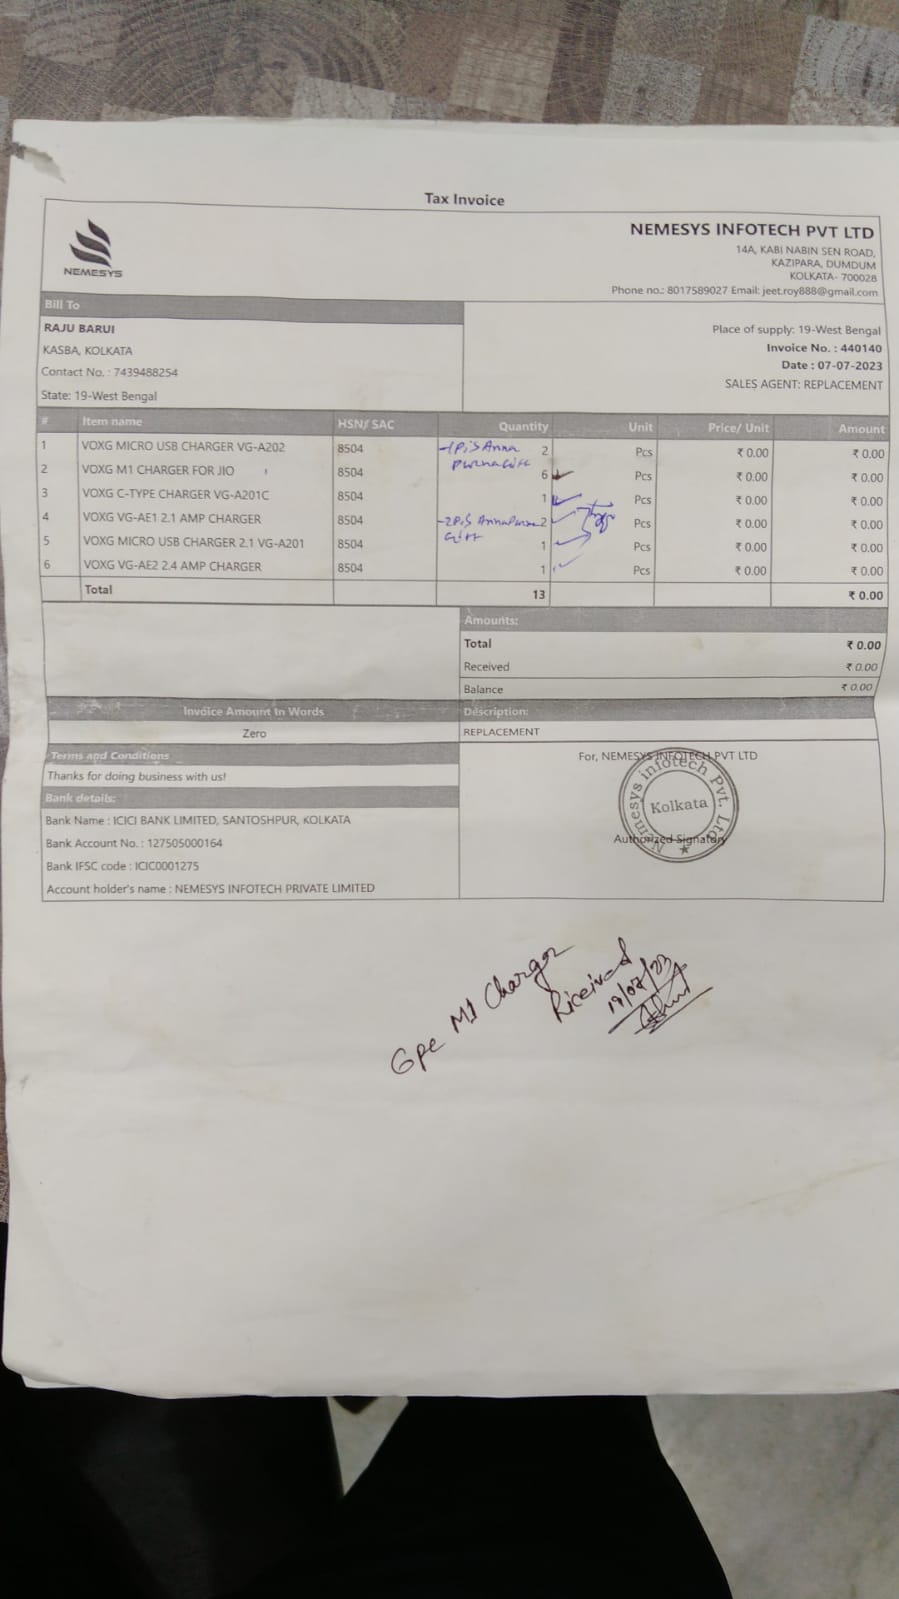 Tax Invoice
NEMESYS
NEMESYS INFOTECH PVT LTD
14A, KABI NABIN SEN ROAD,
KAZIPARA, DUMDUM
KOLKATA- 700028
Phone no.: 8017589027 Email: jeet.roy888@gmail.com
Bill To
RAJU BARUI
KASBA, KOLKATA
Contact No. : 7439488254
State: 19-West Bengal
Place of supply: 19-West Bengal
Invoice No. : 440140
Date : 07-07-2023
SALES AGENT: REPLACEMENT
# Item name HSN/ SAC Quantity Unit Price/ Unit Amount
1 VOXG MICRO USB CHARGER VG-A202 8504 2 Pcs ₹ 0.00 ₹ 0.00
2 VOXG M1 CHARGER FOR JIO 8504 6 Pcs ₹ 0.00 ₹ 0.00
3 VOXG C-TYPE CHARGER VG-A201C 8504 1 Pcs ₹ 0.00 ₹ 0.00
4 VOXG VG-AE1 2.1 AMP CHARGER 8504 2 Pcs ₹ 0.00 ₹ 0.00
5 VOXG MICRO USB CHARGER 2.1 VG-A201 8504 1 Pcs ₹ 0.00 ₹ 0.00
6 VOXG VG-AE2 2.4 AMP CHARGER 8504 1 Pcs ₹ 0.00 ₹ 0.00
Total 13 ₹ 0.00
Amounts:
Total ₹ 0.00
Received ₹ 0.00
Balance ₹ 0.00
Invoice Amount In Words
Zero
Description:
REPLACEMENT
Terms and Conditions
Thanks for doing business with us!
Bank details:
Bank Name : ICICI BANK LIMITED, SANTOSHPUR, KOLKATA
Bank Account No. : 127505000164
Bank IFSC code : ICIC0001275
Account holder's name : NEMESYS INFOTECH PRIVATE LIMITED
For, NEMESYS INFOTECH PVT LTD
Nemesys Infotech Pvt. Ltd.
Kolkata
Authorized Signatory
6pc M1 Charger
Riceived